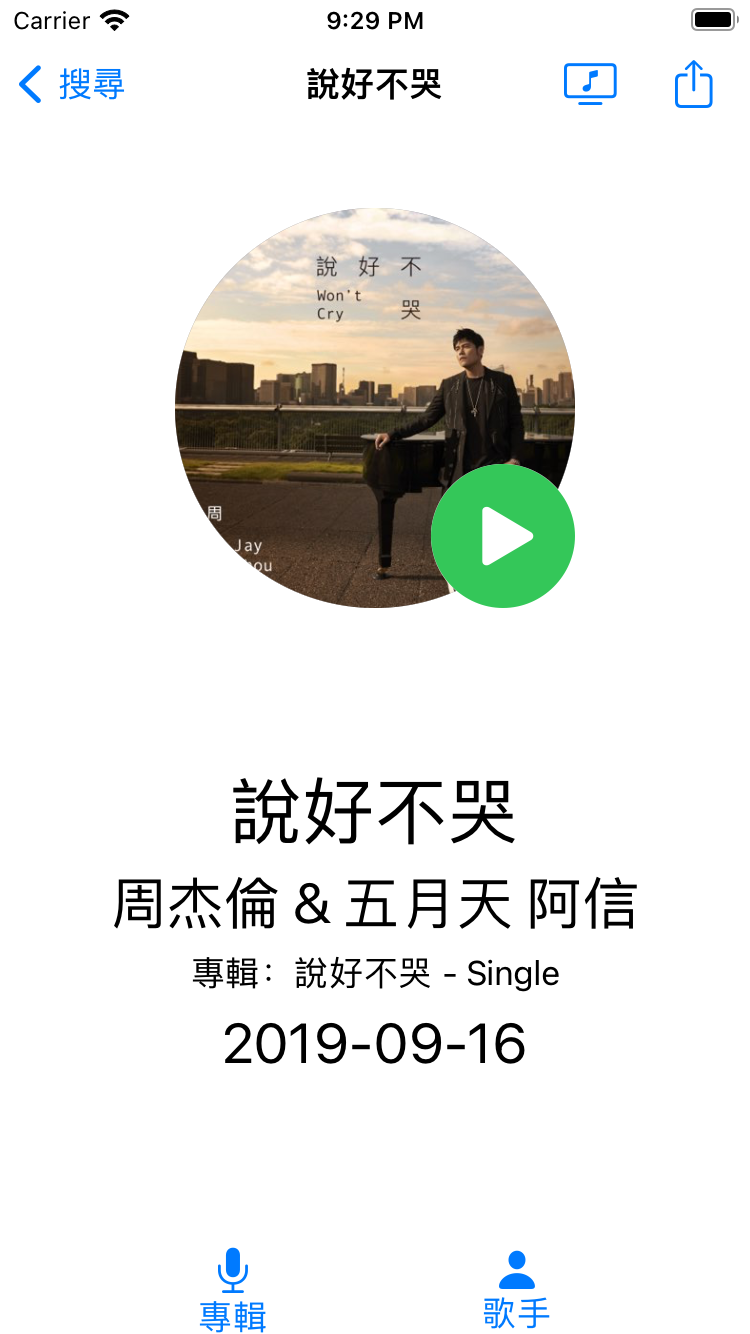 Carrier 9:29 PM
搜尋 說好不哭
說好不
Won't
Cry 哭
周
Jay
說好不哭
周杰倫 & 五月天 阿信
專輯：說好不哭 - Single
2019-09-16
專輯 歌手